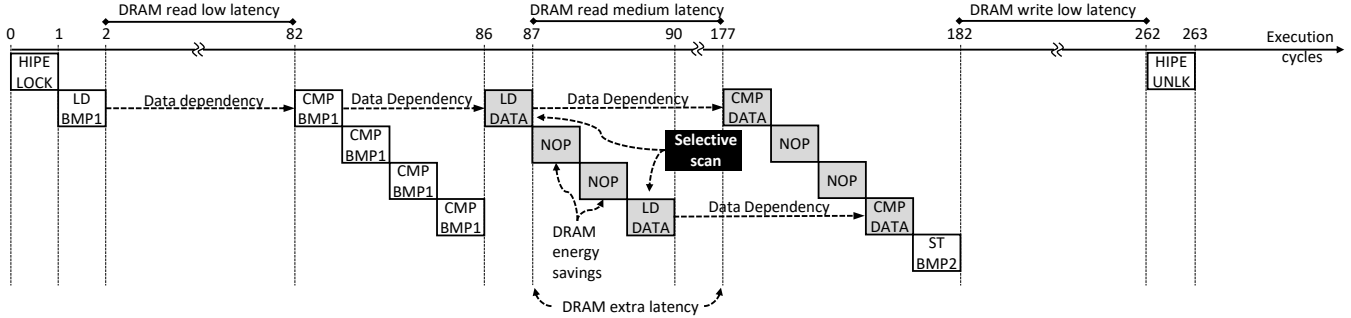 DRAM read low latency
DRAM read medium latency
DRAM write low latency
0 1 2 82 86 87 90 177 182 262 263
Execution
cycles
HIPE
LOCK
LD
BMP1
Data dependency
CMP
BMP1
Data Dependency
CMP
BMP1
CMP
BMP1
CMP
BMP1
LD
DATA
Data Dependency
NOP
NOP
LD
DATA
Selective
scan
DRAM
energy
savings
Data Dependency
CMP
DATA
NOP
NOP
CMP
DATA
ST
BMP2
HIPE
UNLK
DRAM extra latency